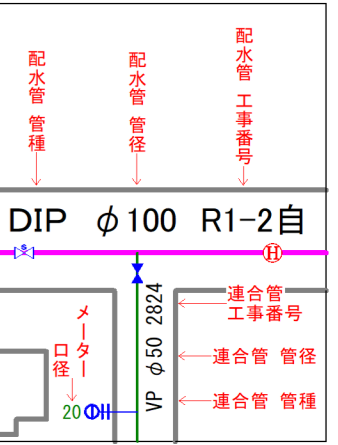 配水管 管種
配水管 管径
配水管 工事番号
DIP φ100 R1-2自
S
H
連合管
工事番号
VP φ50 2824
メーター
口径
連合管 管径
連合管 管種
20